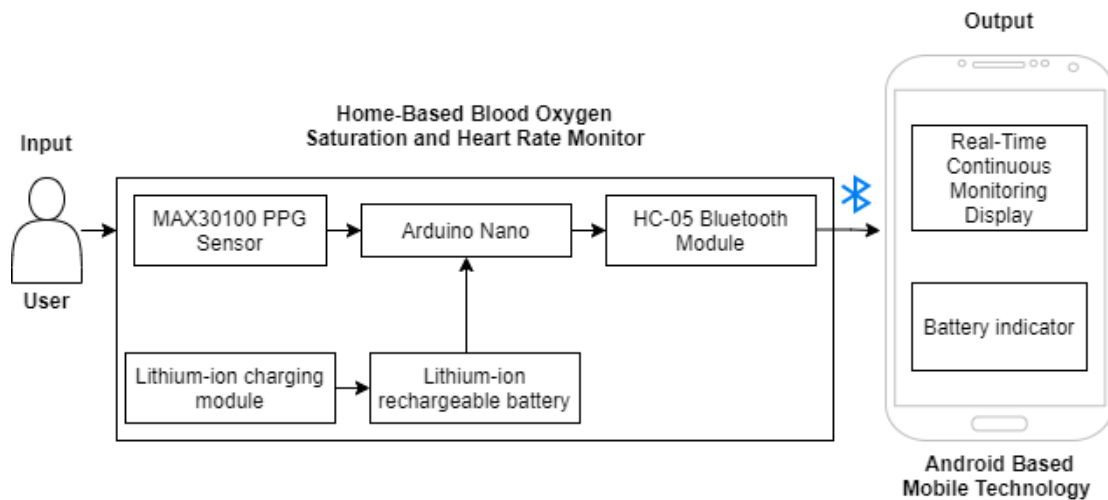 Output
Home-Based Blood Oxygen
Saturation and Heart Rate Monitor
Input
User
MAX30100 PPG
Sensor
Arduino Nano
HC-05 Bluetooth
Module
Lithium-ion charging
module
Lithium-ion
rechargeable battery
Real-Time
Continuous
Monitoring
Display
Battery indicator
Android Based
Mobile Technology